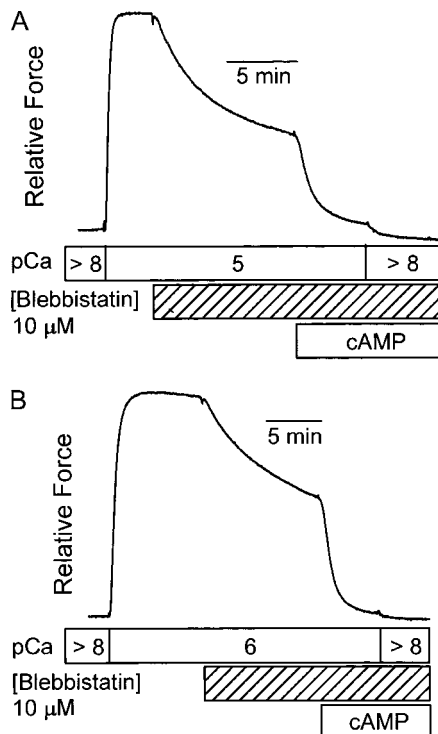 A
Relative Force
5 min
pCa > 8 5 > 8
[Blebbistatin]
10 μM
cAMP
B
Relative Force
5 min
pCa > 8 6 > 8
[Blebbistatin]
10 μM
cAMP